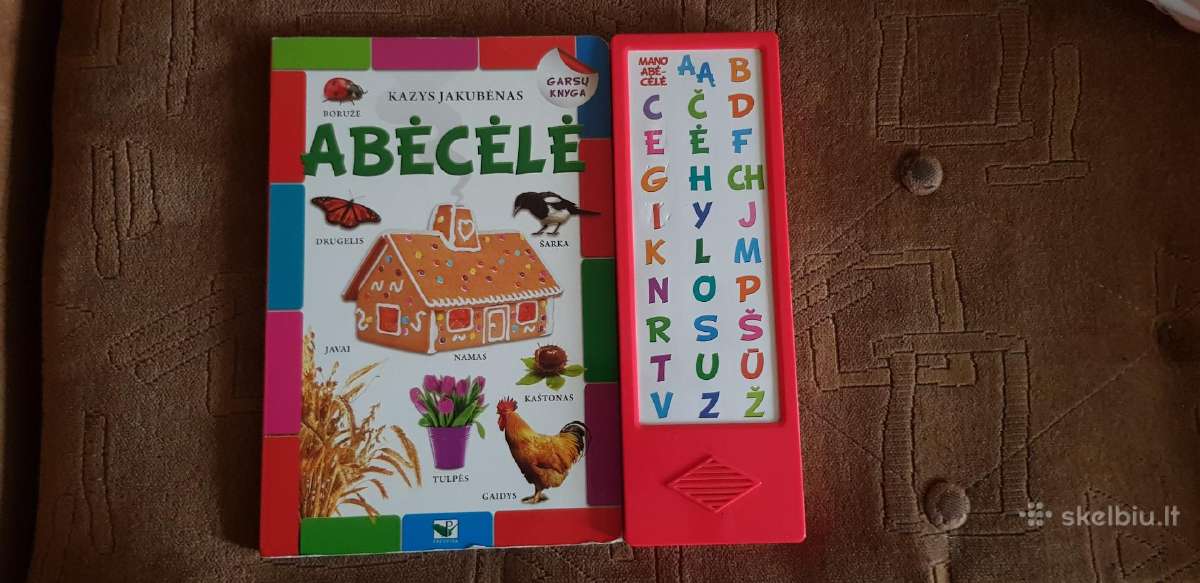 GARSŲ
KNYGA
KAZYS JAKUBĖNAS
ABĖCĖLĖ
BORUŽĖ
DRUGELIS
ŠARKA
JAVAI
NAMAS
KAŠTONAS
TULPĖS
GAIDYS
MANO
ABĖ-
CĖLĖ
A Ą B
C Č D
E Ė F
G H CH
I Y J
K L M
N O P
R S Š
T U Ū
V Z Ž
skelbiu.lt